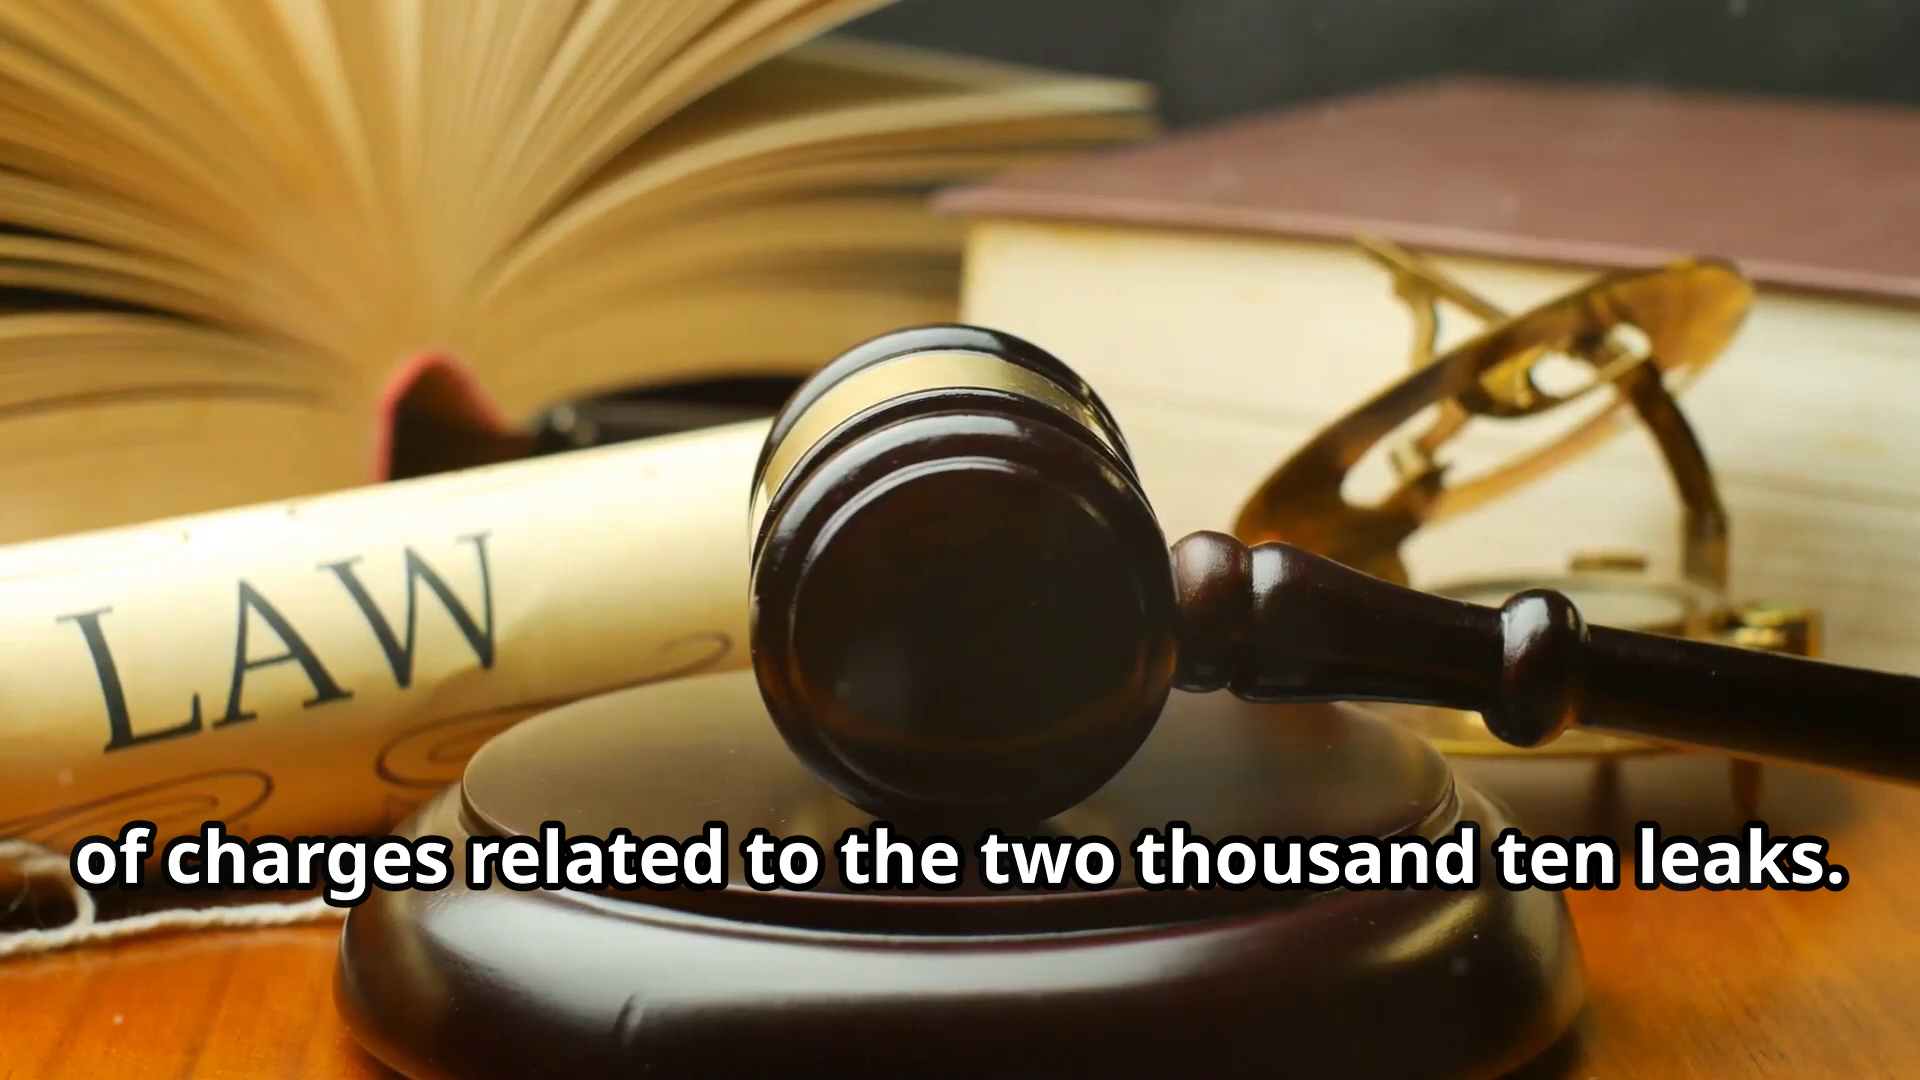 LAW
of charges related to the two thousand ten leaks.